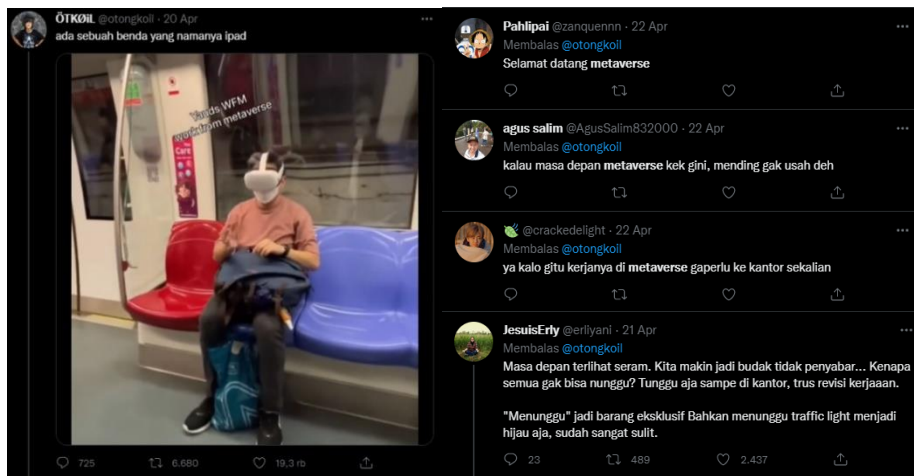 ÖTKØiL @otongkoil · 20 Apr
ada sebuah benda yang namanya ipad
Yands WFM
work from metaverse
Care
725 6.680 19,3 rb
Pahlipai @zanquennn · 22 Apr
Membalas @otongkoil
Selamat datang metaverse
agus salim @AgusSalim832000 · 22 Apr
Membalas @otongkoil
kalau masa depan metaverse kek gini, mending gak usah deh
@crackedelight · 22 Apr
Membalas @otongkoil
ya kalo gitu kerjanya di metaverse gaperlu ke kantor sekalian
JesuisErly @erliyani · 21 Apr
Membalas @otongkoil
Masa depan terlihat seram. Kita makin jadi budak tidak penyabar... Kenapa
semua gak bisa nunggu? Tunggu aja sampe di kantor, trus revisi kerjaaan.
"Menunggu" jadi barang eksklusif Bahkan menunggu traffic light menjadi
hijau aja, sudah sangat sulit.
23 489 2.437